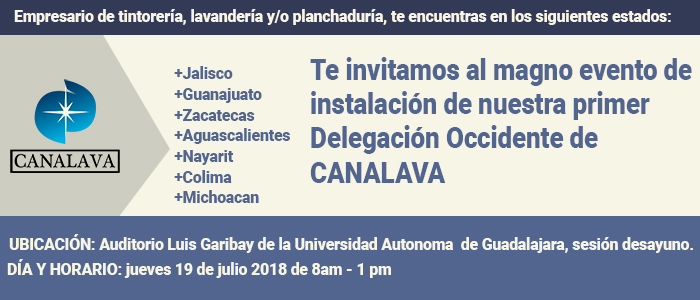 Empresario de tintorería, lavandería y/o planchaduría, te encuentras en los siguientes estados:
CANALAVA
+Jalisco
+Guanajuato
+Zacatecas
+Aguascalientes
+Nayarit
+Colima
+Michoacan
Te invitamos al magno evento de
instalación de nuestra primer
Delegación Occidente de
CANALAVA
UBICACIÓN: Auditorio Luis Garibay de la Universidad Autonoma de Guadalajara, sesión desayuno.
DÍA Y HORARIO: jueves 19 de julio 2018 de 8am - 1 pm